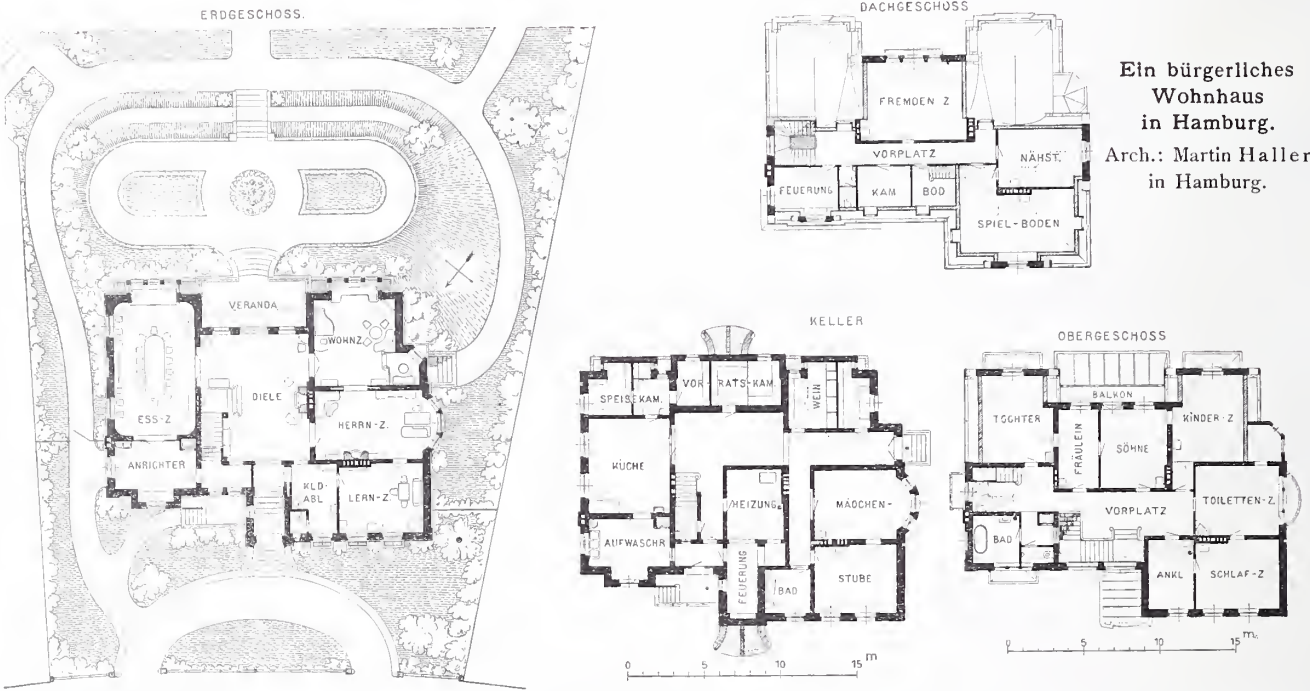 ERDGESCHOSS.
VERANDA
WOHNZ.
ESS-Z
DIELE
HERRN-Z.
ANRICHTER
KLD-
ABL
LERN-Z
DACHGESCHOSS
FREMDEN Z
VORPLATZ
NÄHST.
FEUERUNG
KAM
BOD
SPIEL-BODEN
Ein bürgerliches
Wohnhaus
in Hamburg.
Arch.: Martin Haller
in Hamburg.
KELLER
SPEISEKAM.
VOR-
RATS-KAM.
WEIN
KÜCHE
HEIZUNG
MÄDCHEN-
AUFWASCHR
FEUERUNG
BAD
STUBE
0 5 10 15 m
OBERGESCHOSS
BALKON
TOCHTER
FRÄULEIN
SÖHNE
KINDER-Z
VORPLATZ
TOILETTEN-Z.
BAD
ANKL
SCHLAF-Z
0 5 10 15 m.